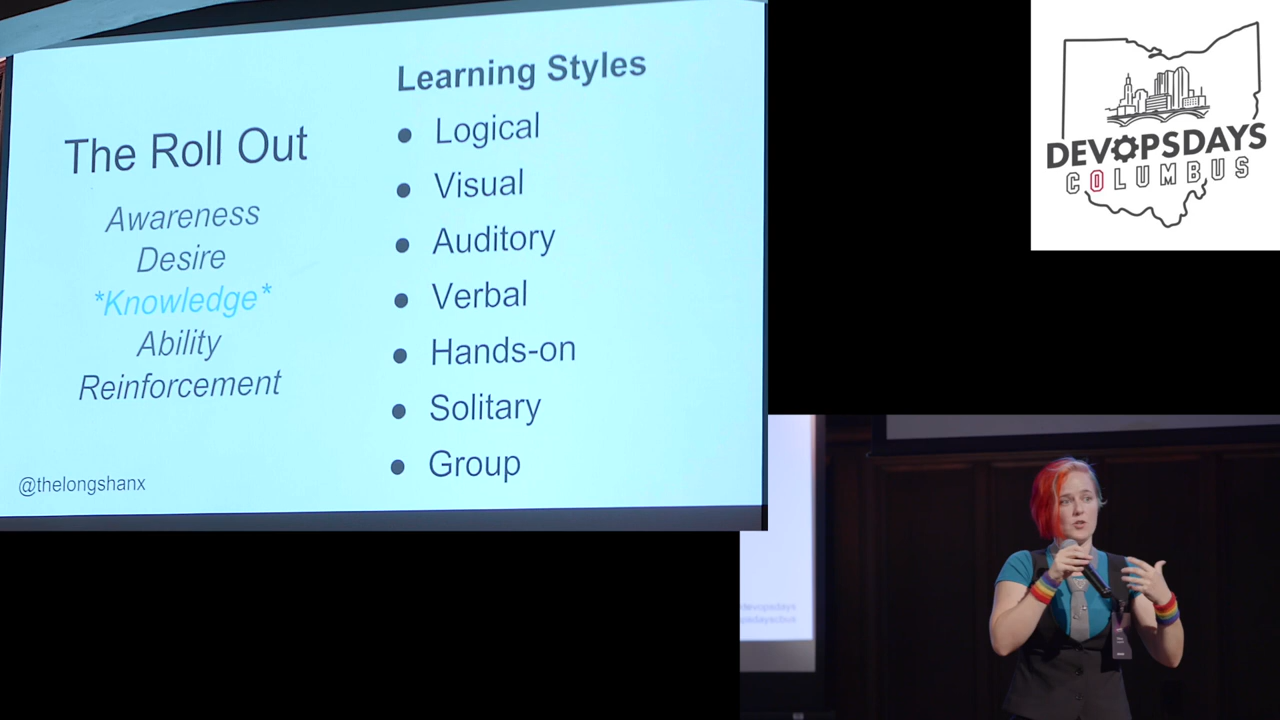 The Roll Out
Awareness
Desire
*Knowledge*
Ability
Reinforcement
@thelongshanx
Learning Styles
● Logical
● Visual
● Auditory
● Verbal
● Hands-on
● Solitary
● Group
DEVOPSDAYS
COLUMBUS